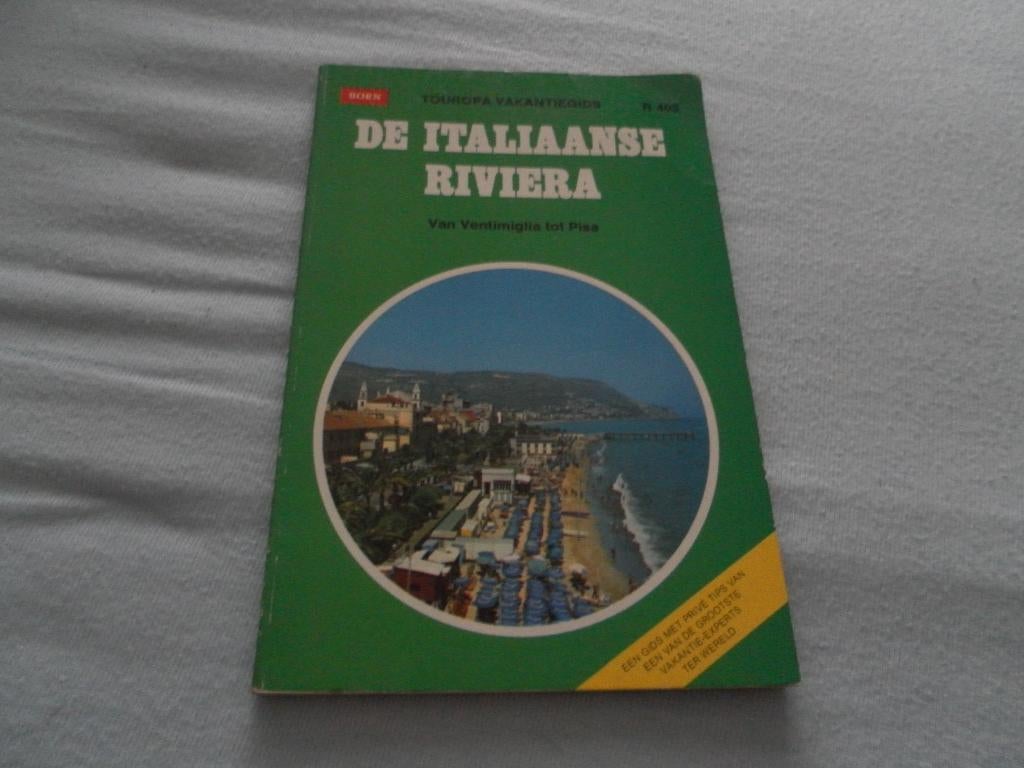 BORN
TOUROPA VAKANTIEGIDS R 405
DE ITALIAANSE
RIVIERA
Van Ventimiglia tot Pisa
EEN GIDS MET PRIVÉ TIPS VAN
EEN VAN DE GROOTSTE
VAKANTIE-EXPERTS
TER WERELD